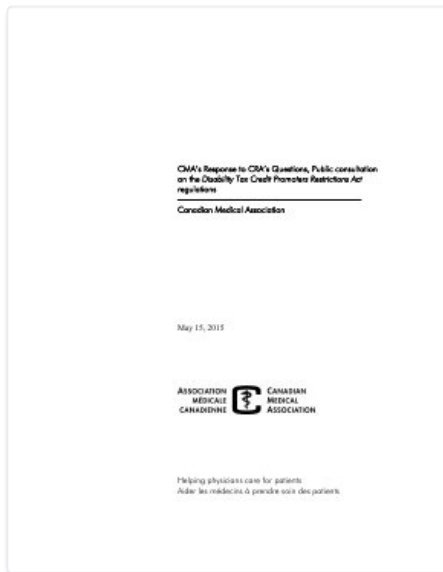 CMA's Response to CRA's Questions, Public consultation
on the Disability Tax Credit Promoters Restrictions Act
regulations
Canadian Medical Association
May 15, 2015
ASSOCIATION
MÉDICALE
CANADIENNE
CANADIAN
MEDICAL
ASSOCIATION
Helping physicians care for patients
Aider les médecins à prendre soin des patients